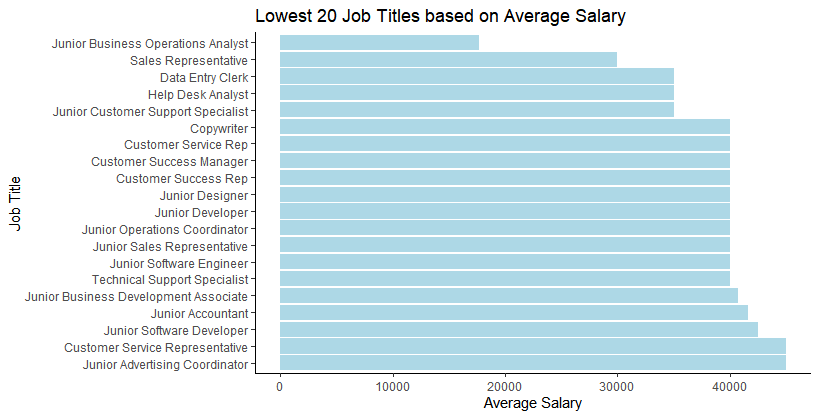 Lowest 20 Job Titles based on Average Salary
Job Title
Junior Business Operations Analyst
Sales Representative
Data Entry Clerk
Help Desk Analyst
Junior Customer Support Specialist
Copywriter
Customer Service Rep
Customer Success Manager
Customer Success Rep
Junior Designer
Junior Developer
Junior Operations Coordinator
Junior Sales Representative
Junior Software Engineer
Technical Support Specialist
Junior Business Development Associate
Junior Accountant
Junior Software Developer
Customer Service Representative
Junior Advertising Coordinator
0 10000 20000 30000 40000
Average Salary